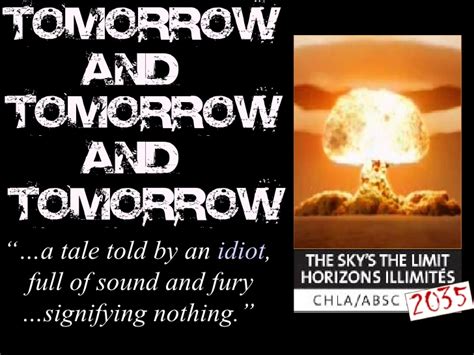 TOMORROW
AND
TOMORROW
AND
TOMORROW
“...a tale told by an idiot,
full of sound and fury
...signifying nothing.”
THE SKY'S THE LIMIT
HORIZONS ILLIMITÉS
CHLA/ABSC 2035